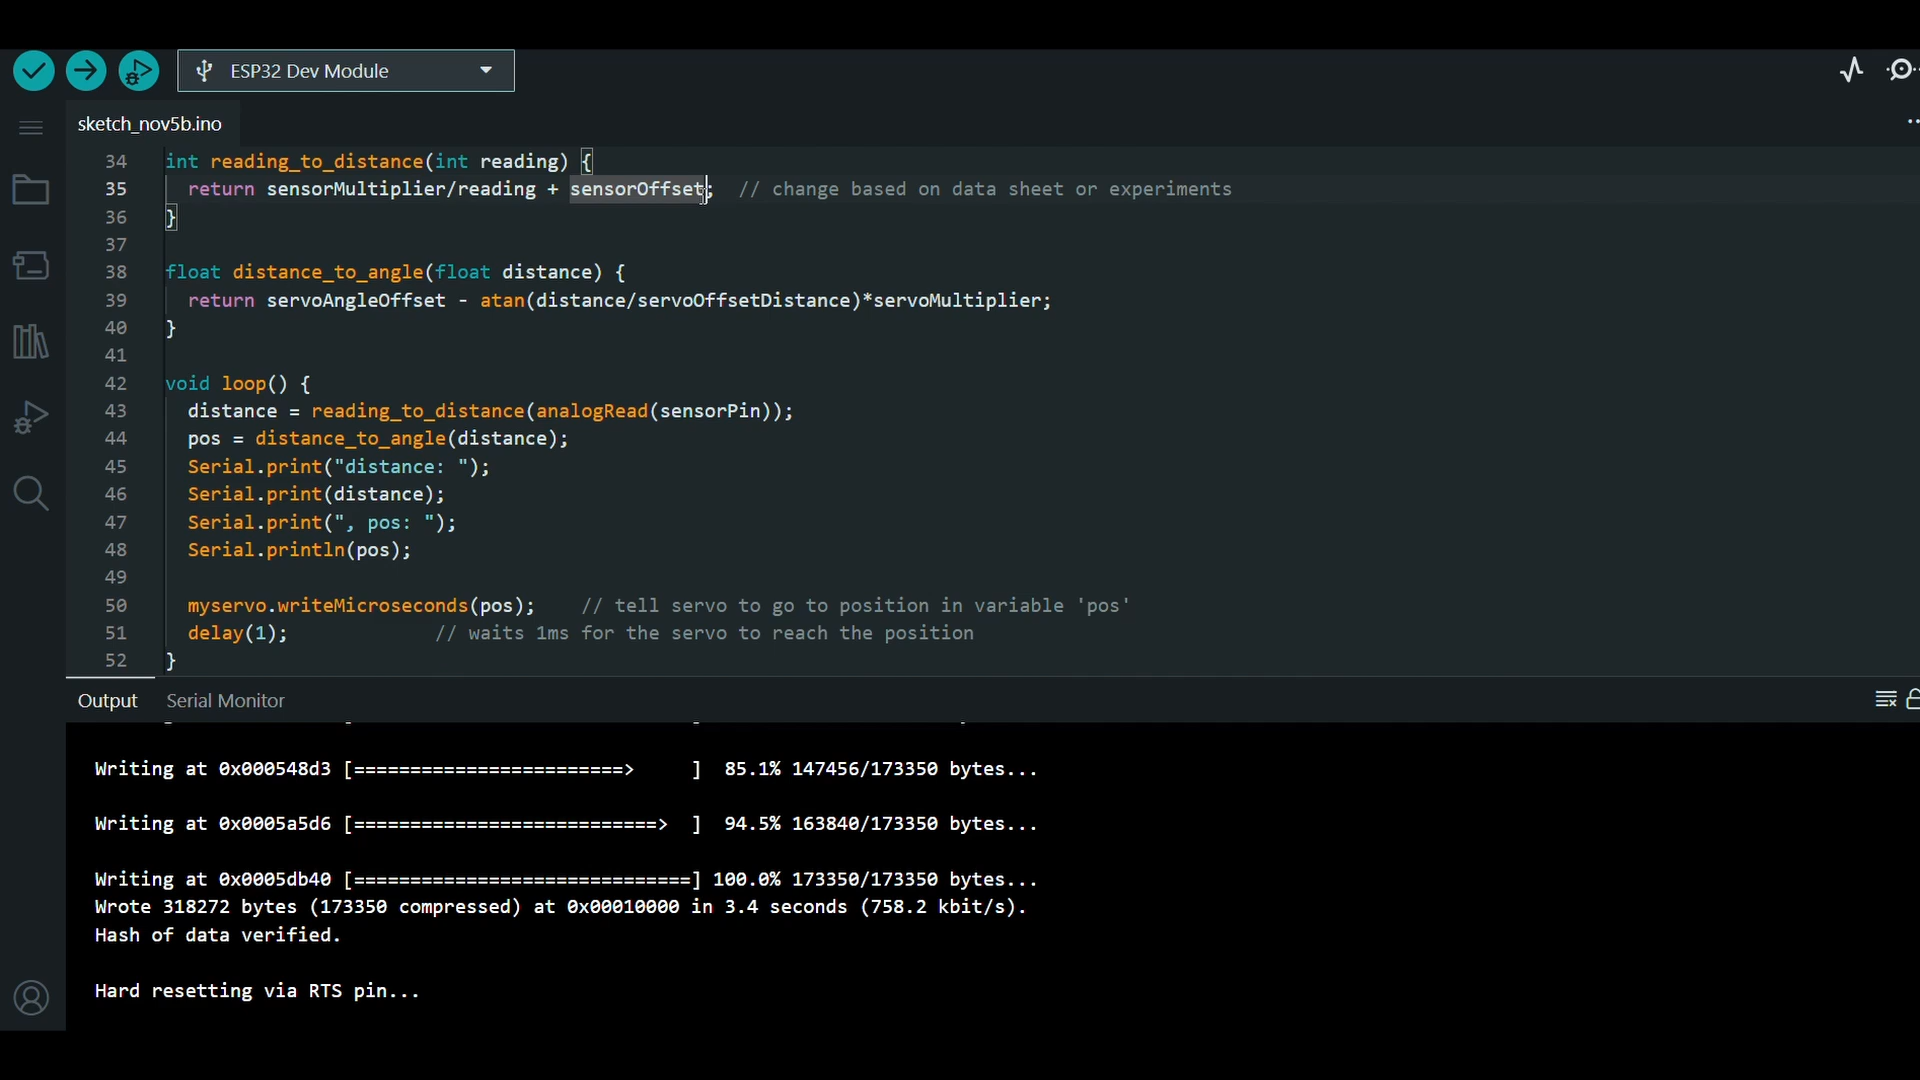 ESP32 Dev Module
sketch_nov5b.ino
34 int reading_to_distance(int reading) {
35 return sensorMultiplier/reading + sensorOffset; // change based on data sheet or experiments
36 }
37
38 float distance_to_angle(float distance) {
39 return servoAngleOffset - atan(distance/servoOffsetDistance)*servoMultiplier;
40 }
41
42 void loop() {
43 distance = reading_to_distance(analogRead(sensorPin));
44 pos = distance_to_angle(distance);
45 Serial.print("distance: ");
46 Serial.print(distance);
47 Serial.print(", pos: ");
48 Serial.println(pos);
49
50 myservo.writeMicroseconds(pos); // tell servo to go to position in variable 'pos'
51 delay(1); // waits 1ms for the servo to reach the position
52 }
Output Serial Monitor
Writing at 0x000548d3 [========================> ] 85.1% 147456/173350 bytes...
Writing at 0x0005a5d6 [===========================> ] 94.5% 163840/173350 bytes...
Writing at 0x0005db40 [==============================] 100.0% 173350/173350 bytes...
Wrote 318272 bytes (173350 compressed) at 0x00010000 in 3.4 seconds (758.2 kbit/s).
Hash of data verified.
Hard resetting via RTS pin...